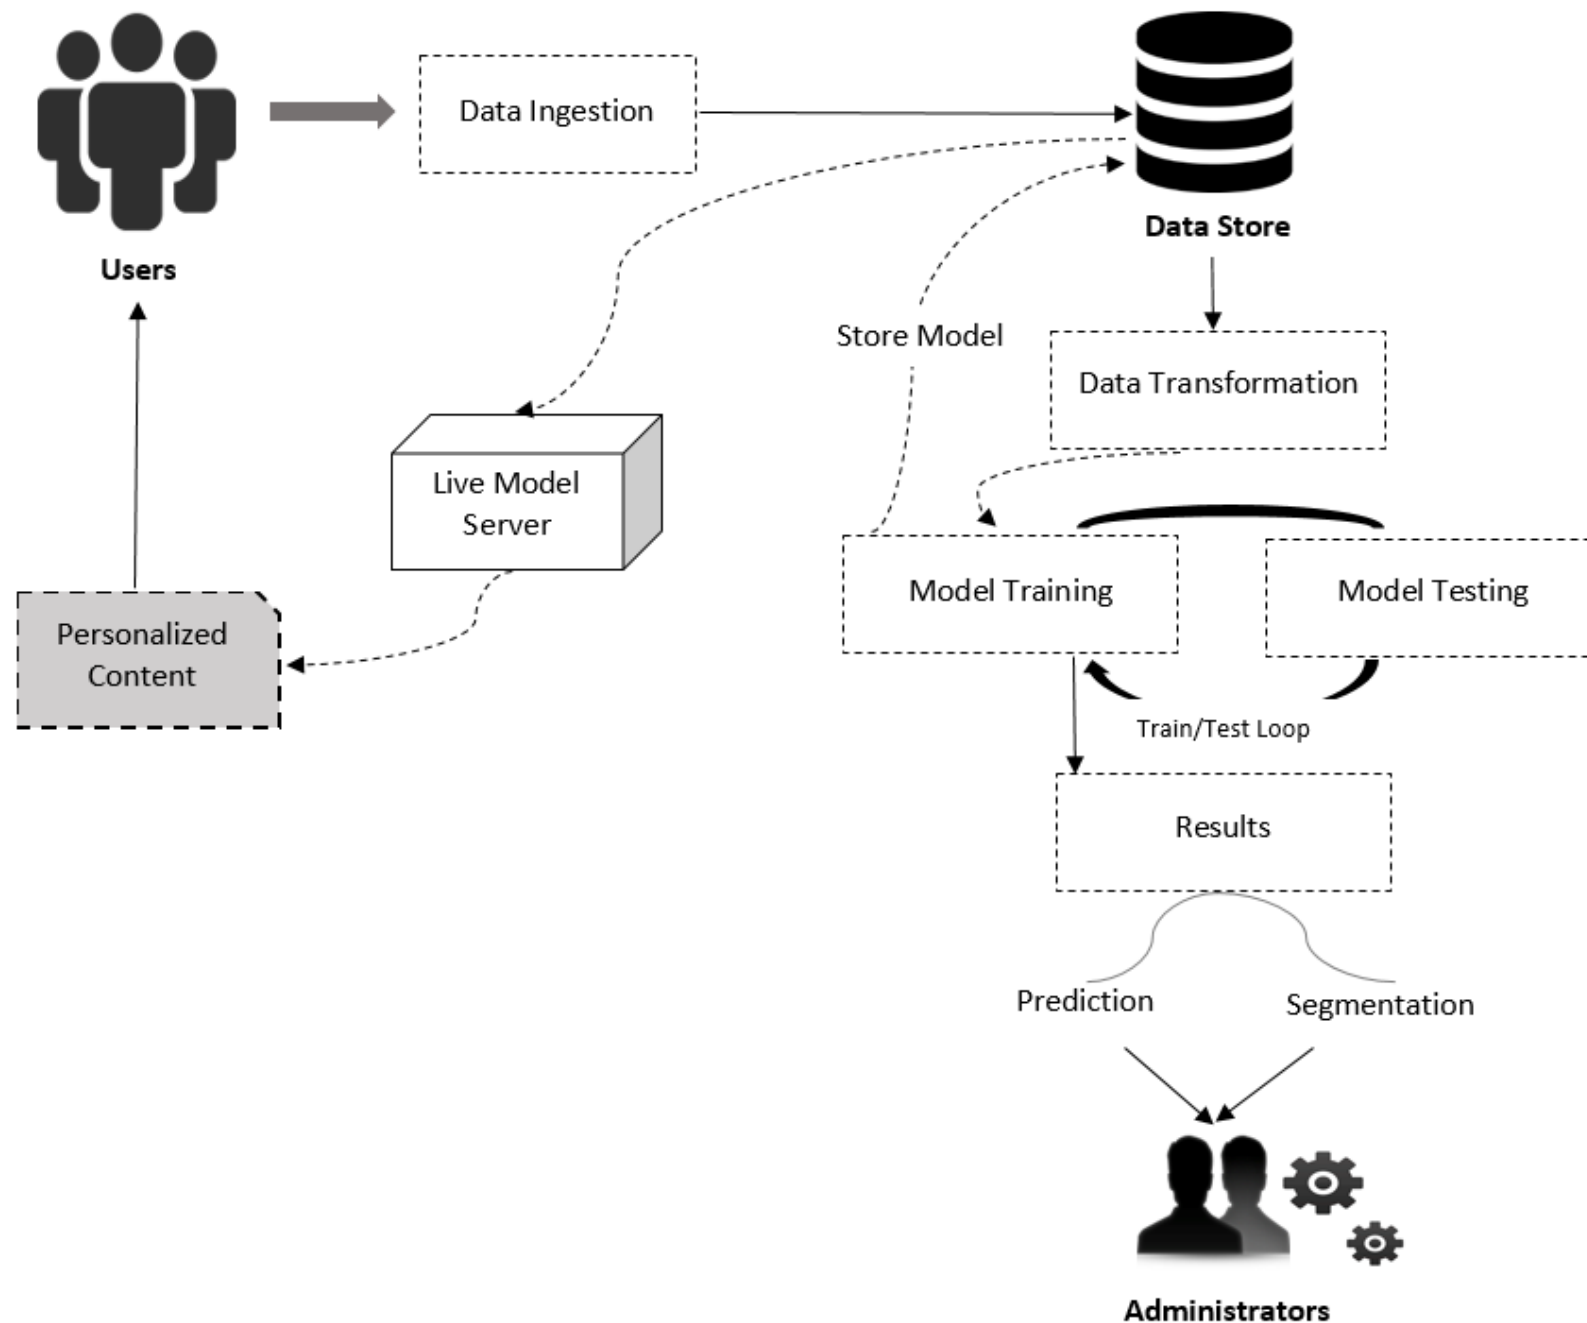 Data Ingestion
Data Store
Users
Store Model
Data Transformation
Live Model
Server
Model Training
Model Testing
Personalized
Content
Train/Test Loop
Results
Prediction
Segmentation
Administrators